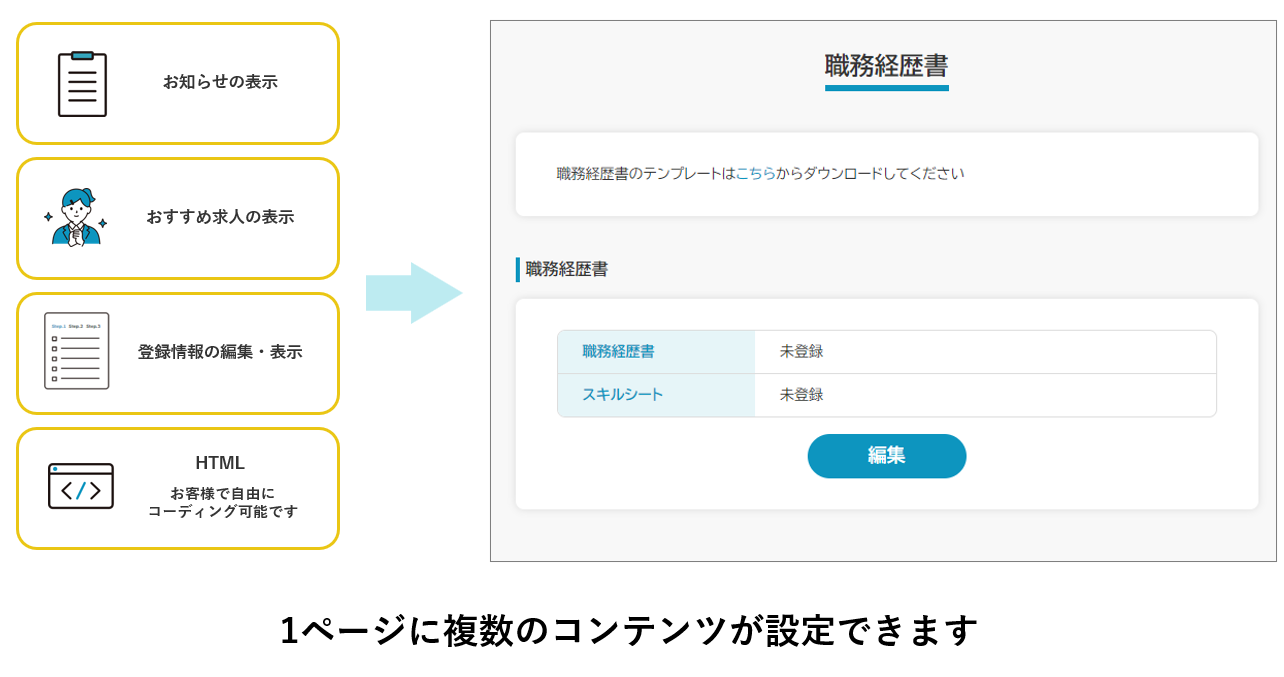 お知らせの表示
おすすめ求人の表示
Step.1 Step.2 Step.3
登録情報の編集・表示
HTML
お客様で自由に
コーディング可能です
職務経歴書
職務経歴書のテンプレートはこちらからダウンロードしてください
職務経歴書
職務経歴書 未登録
スキルシート 未登録
編集
1ページに複数のコンテンツが設定できます